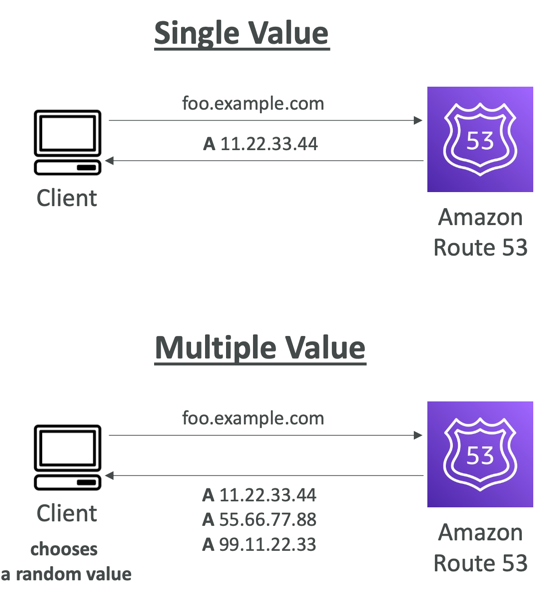 Single Value
foo.example.com
A 11.22.33.44
53
Client
Amazon
Route 53
Multiple Value
foo.example.com
53
A 11.22.33.44
A 55.66.77.88
A 99.11.22.33
Client
chooses
a random value
Amazon
Route 53